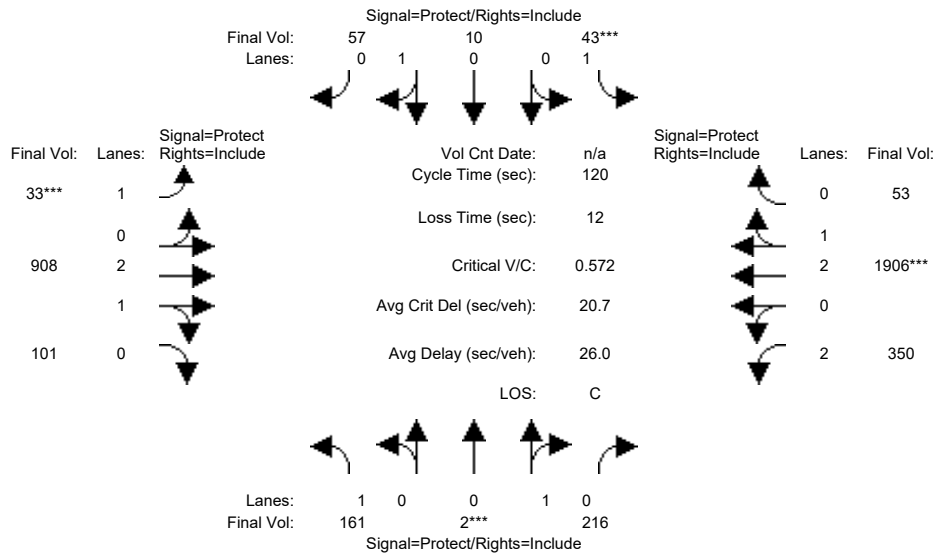 Signal=Protect/Rights=Include
Final Vol: 57 10 43***
Lanes: 0 1 0 0 1
Signal=Protect Signal=Protect
Final Vol: Lanes: Rights=Include Vol Cnt Date: n/a Rights=Include Lanes: Final Vol:
Cycle Time (sec): 120
33*** 1 0 53
Loss Time (sec): 12
0 1
908 2 Critical V/C: 0.572 2 1906***
1 Avg Crit Del (sec/veh): 20.7 0
101 0 Avg Delay (sec/veh): 26.0 2 350
LOS: C
Lanes: 1 0 0 1 0
Final Vol: 161 2*** 216
Signal=Protect/Rights=Include